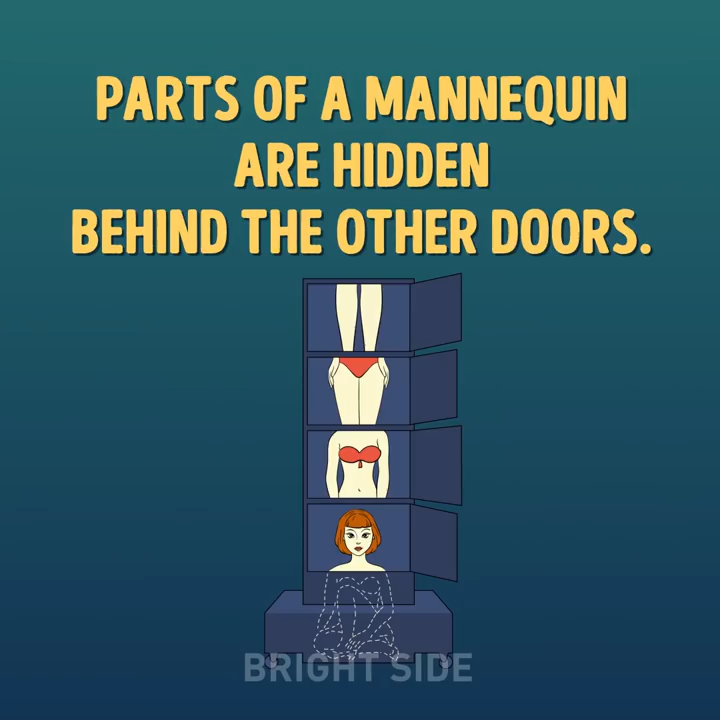 PARTS OF A MANNEQUIN
ARE HIDDEN
BEHIND THE OTHER DOORS.
BRIGHT SIDE